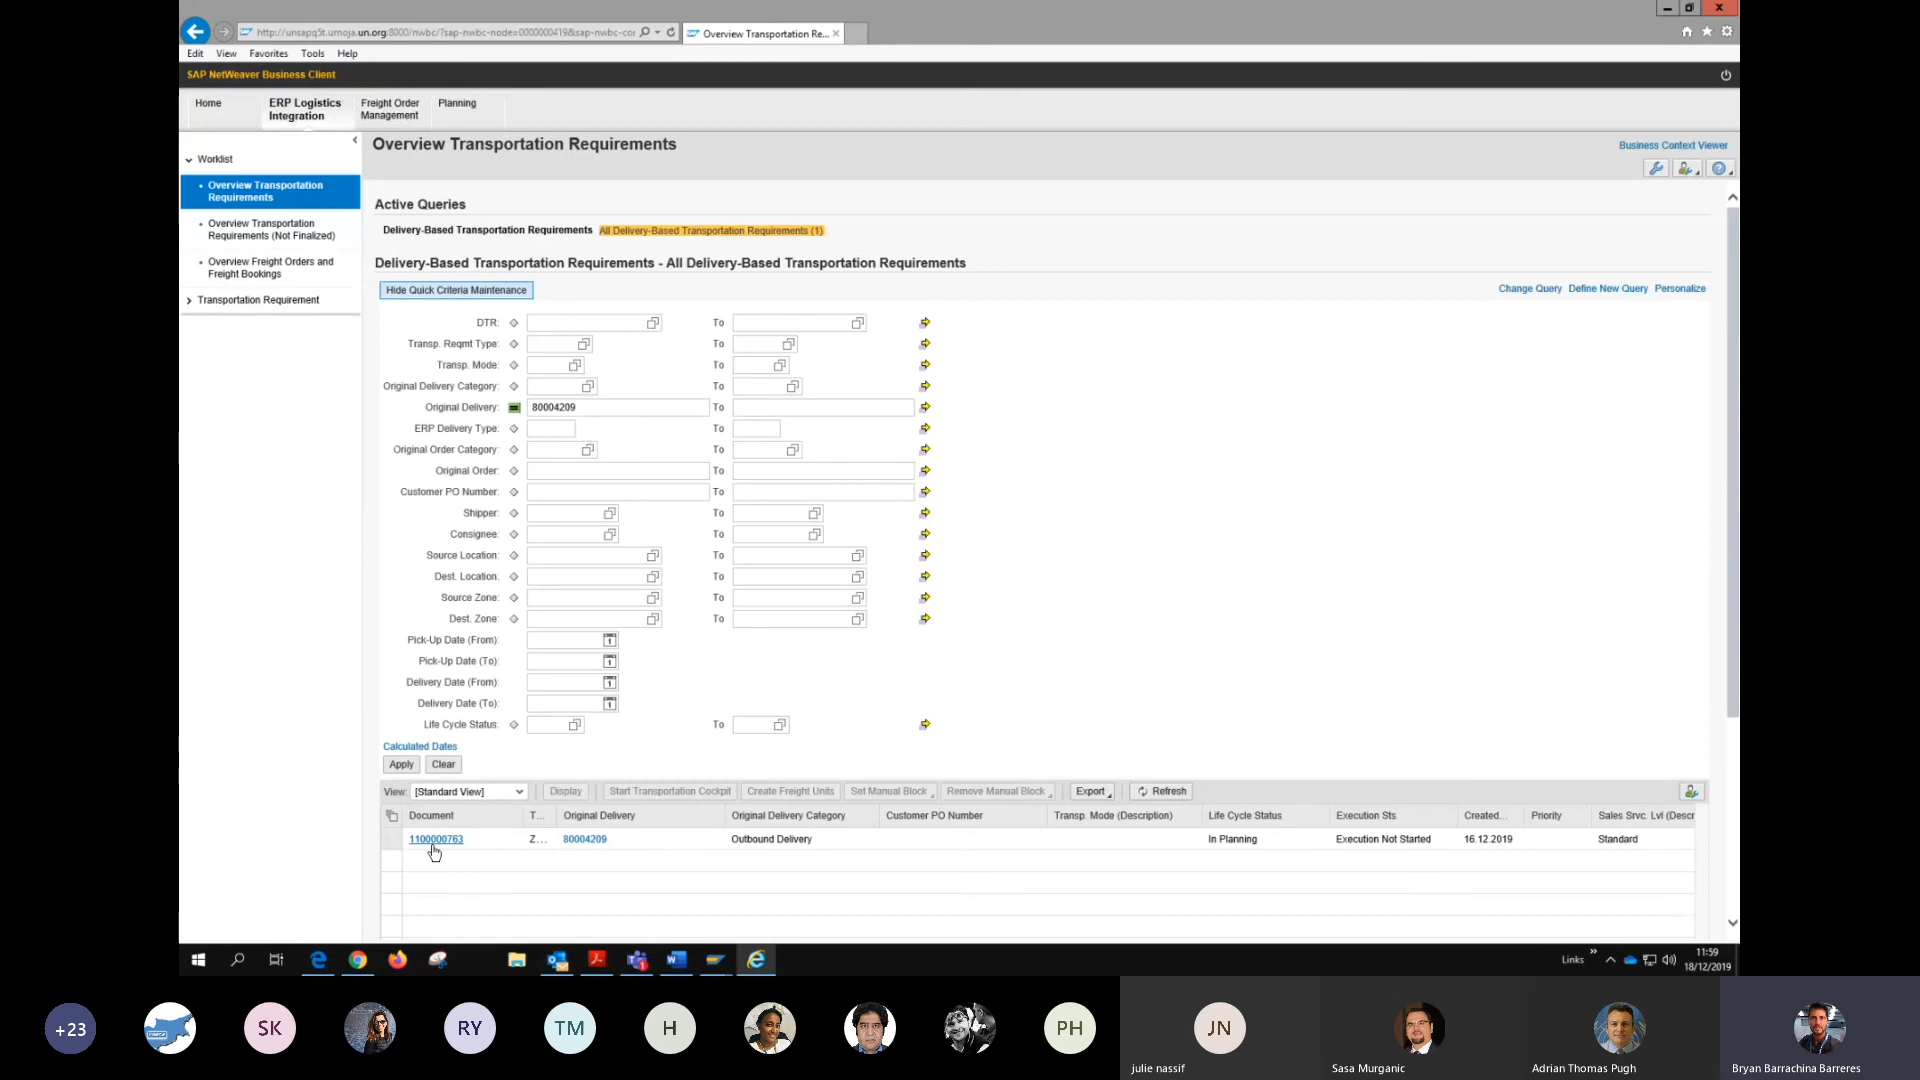 http://unsapq5t.umoja.un.org:8000/nwbc/?sap-nwbc-node=0000000419&sap-nwbc-cor
Overview Transportation Re...
Edit View Favorites Tools Help
SAP NetWeaver Business Client
Home
ERP Logistics Integration
Freight Order Management
Planning
Worklist
Overview Transportation Requirements
Overview Transportation Requirements (Not Finalized)
Overview Freight Orders and Freight Bookings
Transportation Requirement
Overview Transportation Requirements
Business Context Viewer
Active Queries
Delivery-Based Transportation Requirements All Delivery-Based Transportation Requirements (1)
Delivery-Based Transportation Requirements - All Delivery-Based Transportation Requirements
Hide Quick Criteria Maintenance
Change Query Define New Query Personalize
DTR: To
Transp. Reqmt Type: To
Transp. Mode: To
Original Delivery Category: To
Original Delivery: 80004209 To
ERP Delivery Type: To
Original Order Category: To
Original Order: To
Customer PO Number: To
Shipper: To
Consignee: To
Source Location: To
Dest. Location: To
Source Zone: To
Dest. Zone: To
Pick-Up Date (From):
Pick-Up Date (To):
Delivery Date (From):
Delivery Date (To):
Life Cycle Status: To
Calculated Dates
Apply Clear
View: [Standard View] Display Start Transportation Cockpit Create Freight Units Set Manual Block Remove Manual Block Export Refresh
Document T... Original Delivery Original Delivery Category Customer PO Number Transp. Mode (Description) Life Cycle Status Execution Sts Created... Priority Sales Srvc. Lvl (Descr
1100000763 Z... 80004209 Outbound Delivery In Planning Execution Not Started 16.12.2019 Standard
Links
11:59
18/12/2019
+23 SK RY TM H PH JN
julie nassif Sasa Murganic Adrian Thomas Pugh Bryan Barrachina Barreres